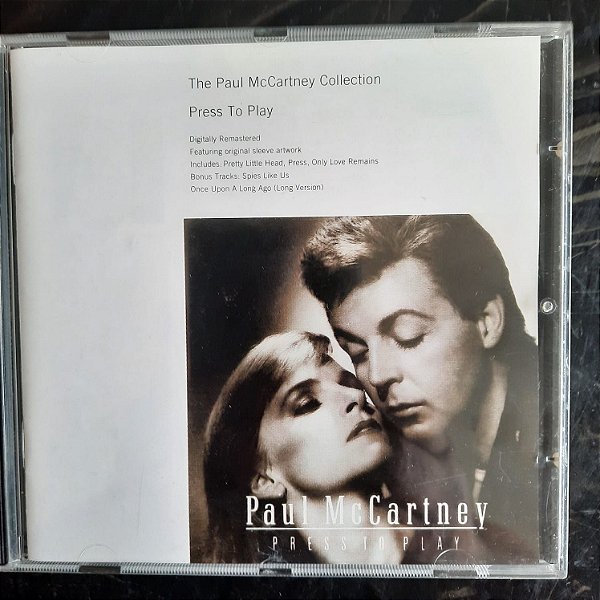 The Paul McCartney Collection
Press To Play
Digitally Remastered
Featuring original sleeve artwork
Includes: Pretty Little Head, Press, Only Love Remains
Bonus Tracks: Spies Like Us
Once Upon A Long Ago (Long Version)
Paul McCartney
PRESS TO PLAY